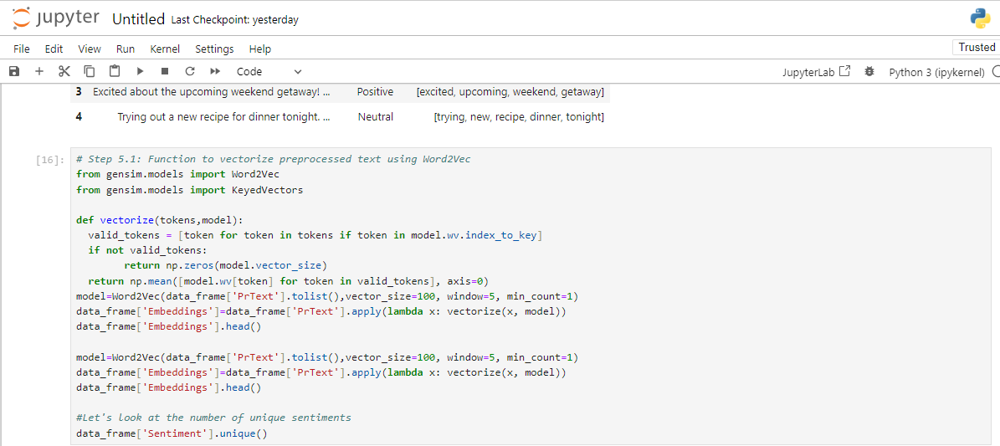 jupyter Untitled Last Checkpoint: yesterday
File Edit View Run Kernel Settings Help Trusted
Code JupyterLab Python 3 (ipykernel)
3 Excited about the upcoming weekend getaway! ... Positive [excited, upcoming, weekend, getaway]
4 Trying out a new recipe for dinner tonight. ... Neutral [trying, new, recipe, dinner, tonight]
[16]: # Step 5.1: Function to vectorize preprocessed text using Word2Vec
from gensim.models import Word2Vec
from gensim.models import KeyedVectors
def vectorize(tokens,model):
  valid_tokens = [token for token in tokens if token in model.wv.index_to_key]
  if not valid_tokens:
        return np.zeros(model.vector_size)
  return np.mean([model.wv[token] for token in valid_tokens], axis=0)
model=Word2Vec(data_frame['PrText'].tolist(),vector_size=100, window=5, min_count=1)
data_frame['Embeddings']=data_frame['PrText'].apply(lambda x: vectorize(x, model))
data_frame['Embeddings'].head()
model=Word2Vec(data_frame['PrText'].tolist(),vector_size=100, window=5, min_count=1)
data_frame['Embeddings']=data_frame['PrText'].apply(lambda x: vectorize(x, model))
data_frame['Embeddings'].head()
#Let's look at the number of unique sentiments
data_frame['Sentiment'].unique()